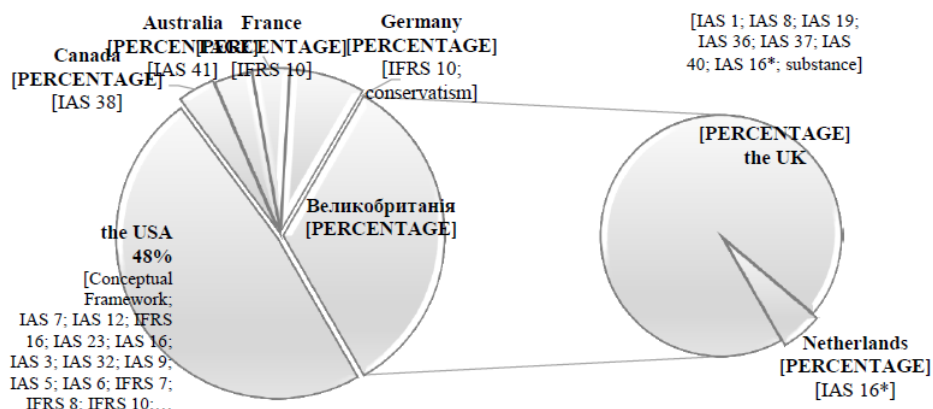 Australia
[PERCENTAGE]
[IAS 41]
France
[PERCENTAGE]
[IFRS 10]
Germany
[PERCENTAGE]
[IFRS 10;
conservatism]
[IAS 1; IAS 8; IAS 19;
IAS 36; IAS 37; IAS
40; IAS 16*; substance]
Canada
[PERCENTAGE]
[IAS 38]
[PERCENTAGE]
the UK
Великобританія
[PERCENTAGE]
the USA
48%
[Conceptual
Framework;
IAS 7; IAS 12; IFRS
16; IAS 23; IAS 16;
IAS 3; IAS 32; IAS 9;
IAS 5; IAS 6; IFRS 7;
IFRS 8; IFRS 10;…
Netherlands
[PERCENTAGE]
[IAS 16*]